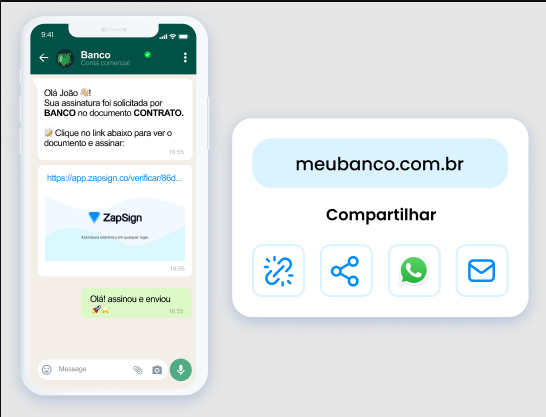 9:41
Banco
Conta comercial
Olá João 👋🏼!
Sua assinatura foi solicitada por
BANCO no documento CONTRATO.
📝 Clique no link abaixo para ver o
documento e assinar:
16:55
https://app.zapsign.co/verificar/86d...
ZapSign
Assinatura eletrônica em qualquer lugar.
16:55
Olá! assinou e enviou
🚀⭐
16:55
Message
meubanco.com.br
Compartilhar